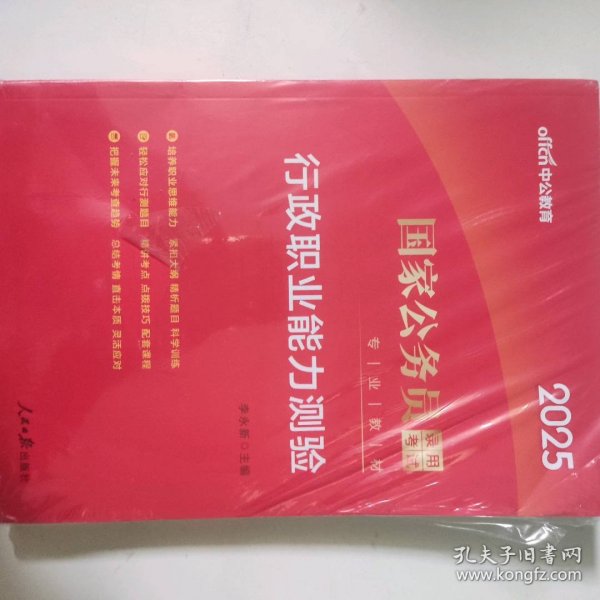 offcn中公教育
2025
国家公务员
录用考试
专|业|教|材
行政职业能力测验
李永新○主编
培养职业思维能力 紧扣大纲 精析题目 科学训练
轻松应对行测题目 精讲考点 点拨技巧 配套课程
把握未来考查趋势 总结考情 直击本质 灵活应对
人民日报出版社
孔夫子旧书网
www.kongfz.com